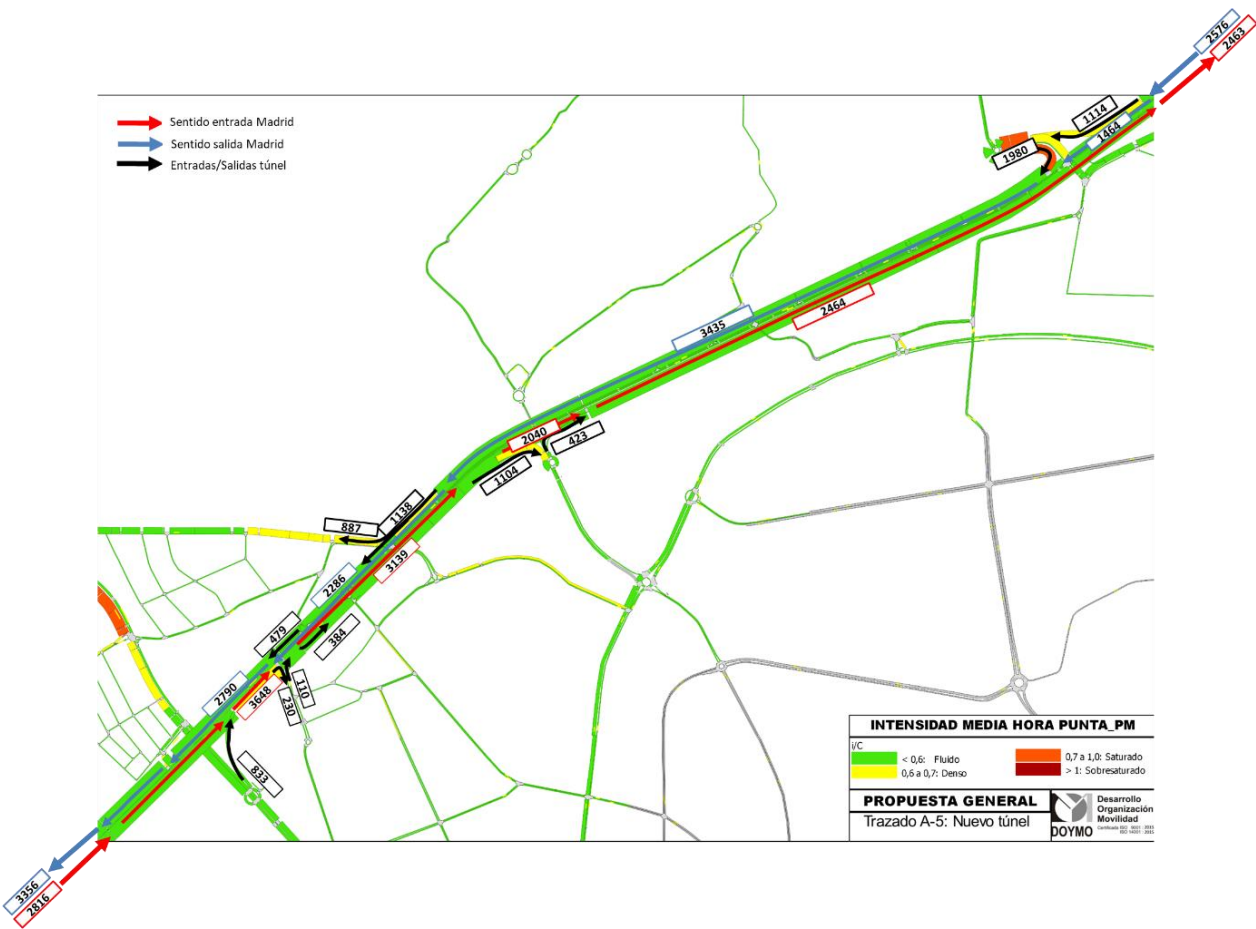 2576
2463
Sentido entrada Madrid
Sentido salida Madrid
Entradas/Salidas túnel
1114
1464
1980
3435
2464
2040
423
1104
1138
887
3139
2286
479
384
2790
3648
110
230
833
3356
2816
INTENSIDAD MEDIA HORA PUNTA_PM
i/C
< 0,6: Fluido
0,7 a 1,0: Saturado
0,6 a 0,7: Denso
> 1: Sobresaturado
PROPUESTA GENERAL
Trazado A-5: Nuevo túnel
DOYMO
Desarrollo
Organización
Movilidad